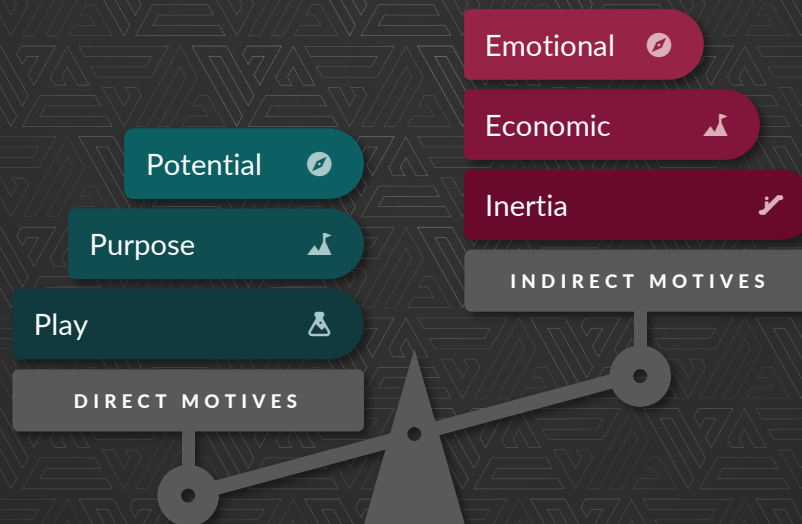 Potential
Purpose
Play
DIRECT MOTIVES
Emotional
Economic
Inertia
INDIRECT MOTIVES